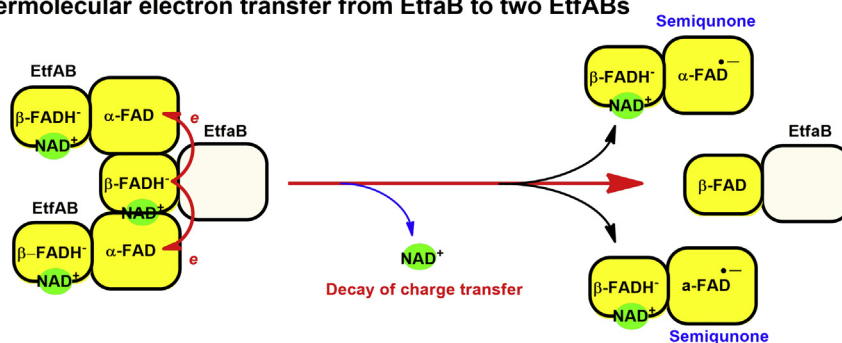 ermolecular electron transfer from EtfaB to two EtfABs
EtfAB
β-FADH-
α-FAD
NAD+
e
EtfaB
β-FADH-
NAD+
EtfAB
β–FADH-
α-FAD
NAD+
e
NAD+
Decay of charge transfer
Semiqunone
β-FADH-
α-FAD•—
NAD+
EtfaB
β-FAD
β-FADH-
a-FAD•—
NAD+
Semiqunone